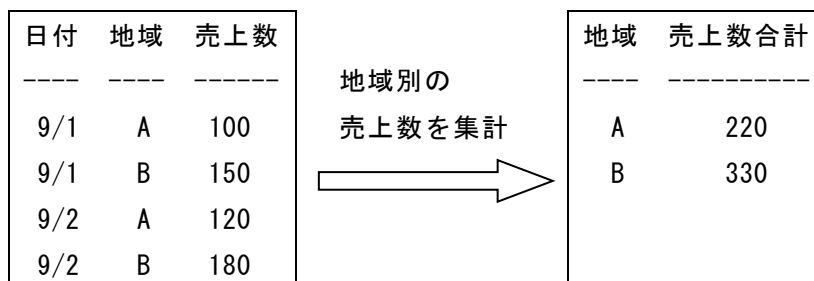 日付 地域 売上数
---- ---- ------
9/1 A 100
9/1 B 150
9/2 A 120
9/2 B 180
地域別の
売上数を集計
地域 売上数合計
---- ----------
A 220
B 330